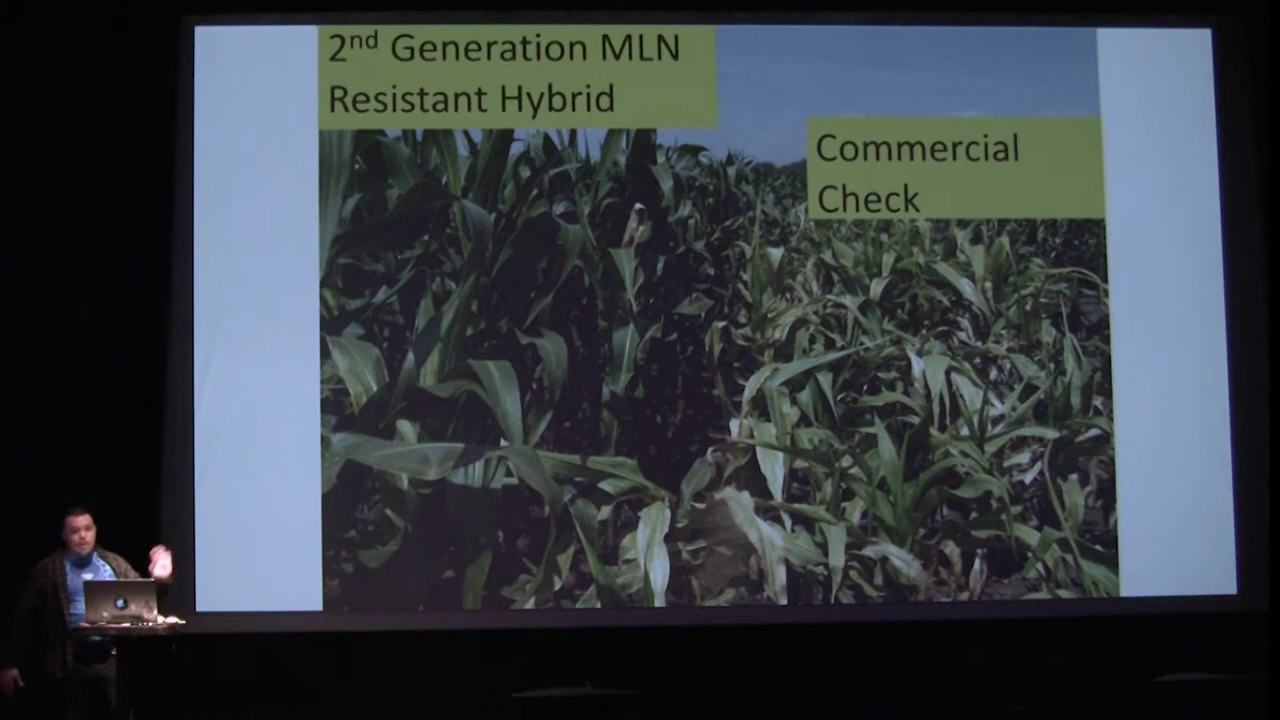 2nd Generation MLN
Resistant Hybrid
Commercial
Check